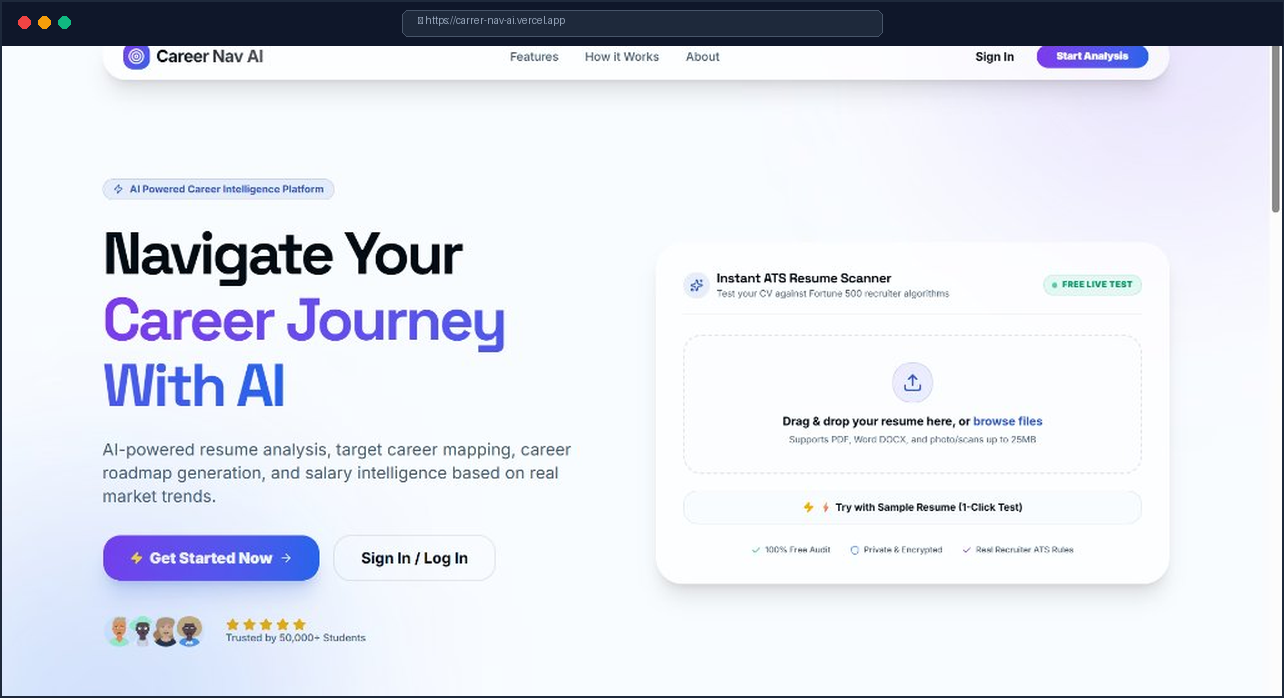 https://carrer-nav-ai.vercel.app
Career Nav AI
Features
How it Works
About
Sign In
Start Analysis
AI Powered Career Intelligence Platform
Navigate Your
Career Journey
With AI
AI-powered resume analysis, target career mapping, career
roadmap generation, and salary intelligence based on real
market trends.
Get Started Now →
Sign In / Log In
Trusted by 50,000+ Students
Instant ATS Resume Scanner
Test your CV against Fortune 500 recruiter algorithms
FREE LIVE TEST
Drag & drop your resume here, or browse files
Supports PDF, Word DOCX, and photo/scans up to 25MB
Try with Sample Resume (1-Click Test)
100% Free Audit
Private & Encrypted
Real Recruiter ATS Rules